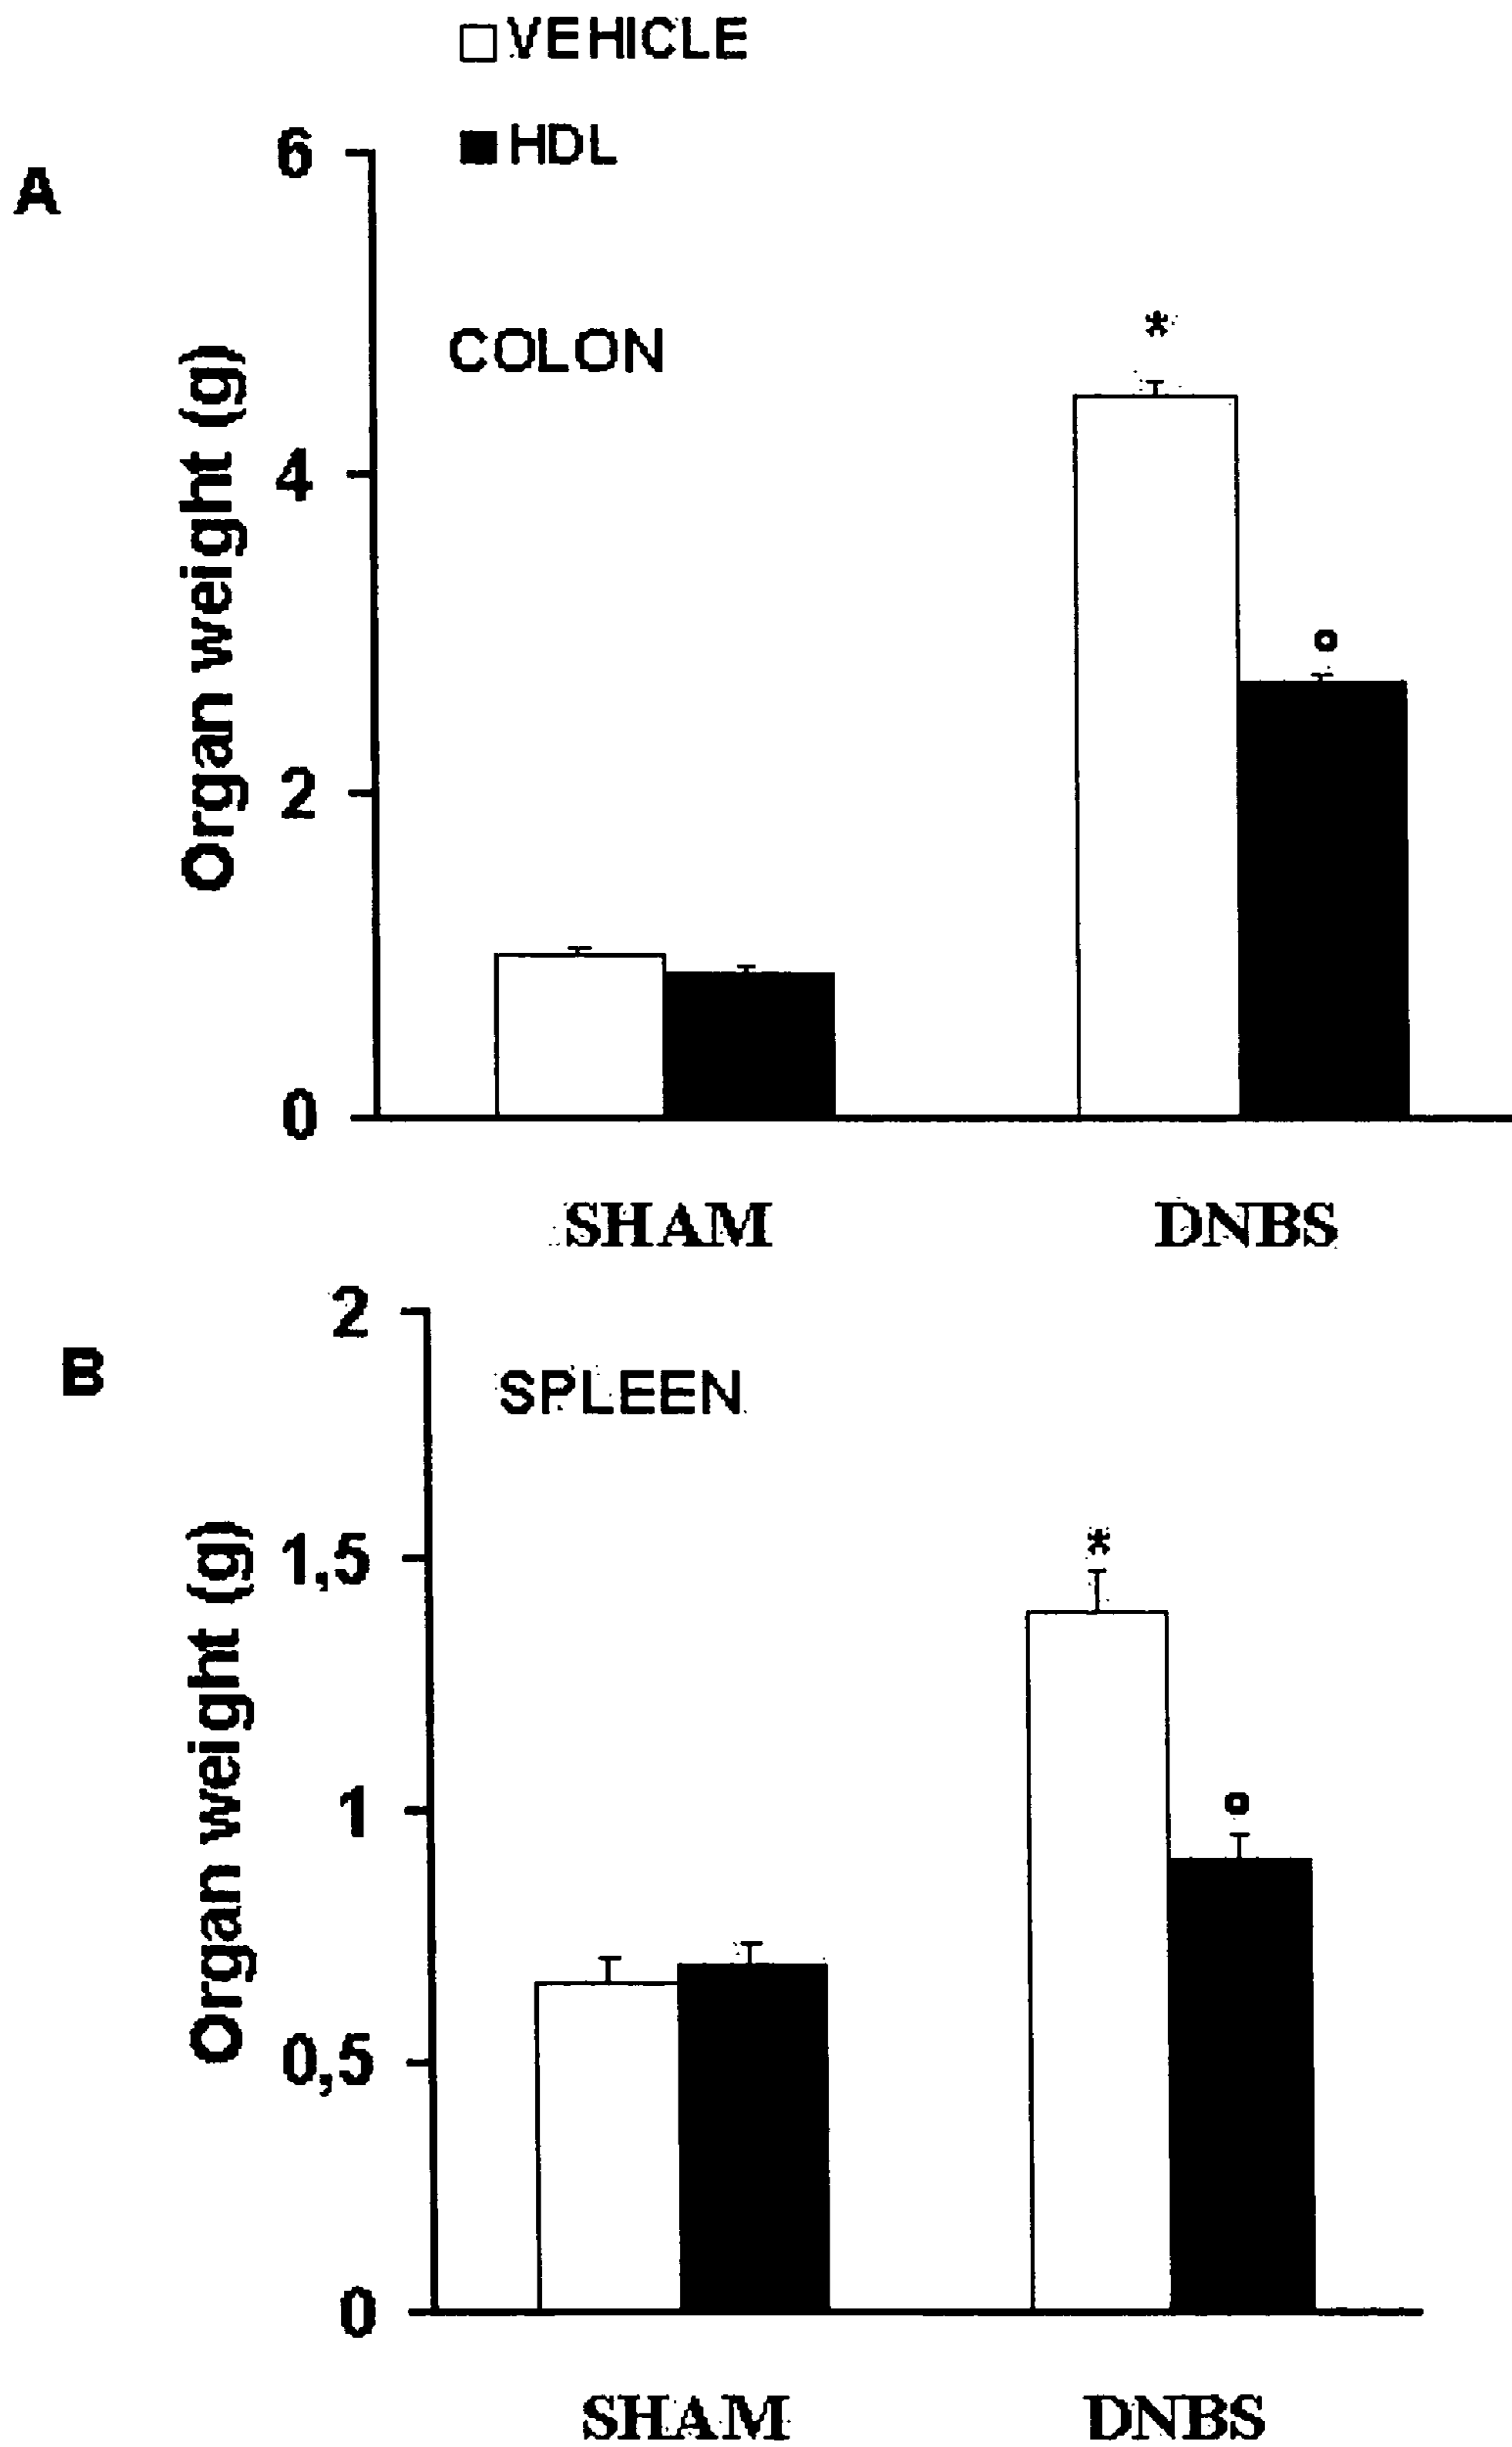 VEHICLE
HDL
A
6
COLON
*
Organ weight (g)
4
°
2
0
SHAM DNBS
B
2
SPLEEN
1,5
*
Organ weight (g)
1
°
0,5
0
SHAM DNBS